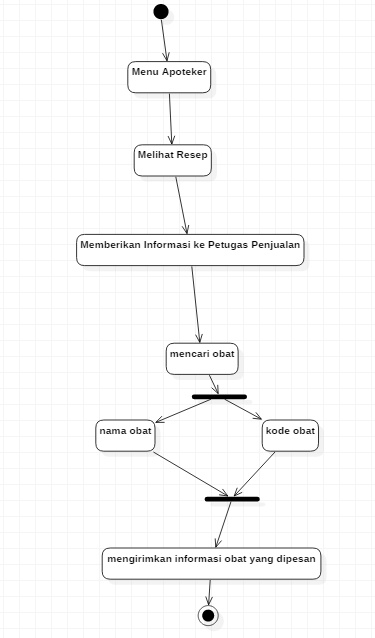 Menu Apoteker
Melihat Resep
Memberikan Informasi ke Petugas Penjualan
mencari obat
nama obat
kode obat
mengirimkan informasi obat yang dipesan